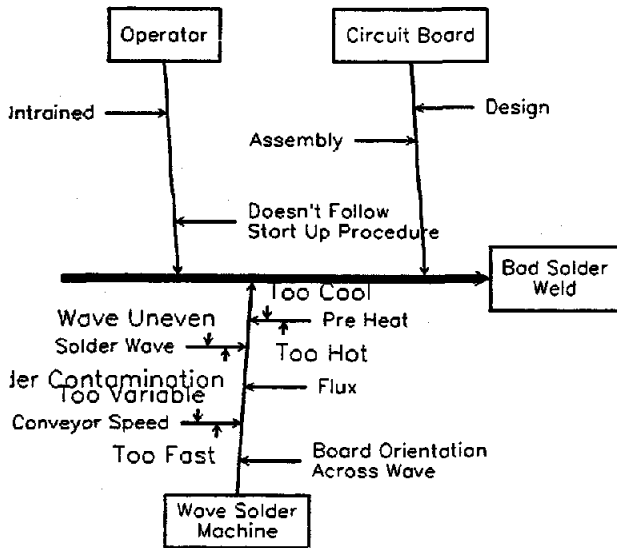 Operator
Circuit Board
Untrained
Design
Assembly
Doesn't Follow
Start Up Procedure
Bad Solder
Weld
Too Cool
Wave Uneven
Pre Heat
Solder Wave
Too Hot
der Contamination
Flux
Too Variable
Conveyor Speed
Too Fast
Board Orientation
Across Wave
Wave Solder
Machine